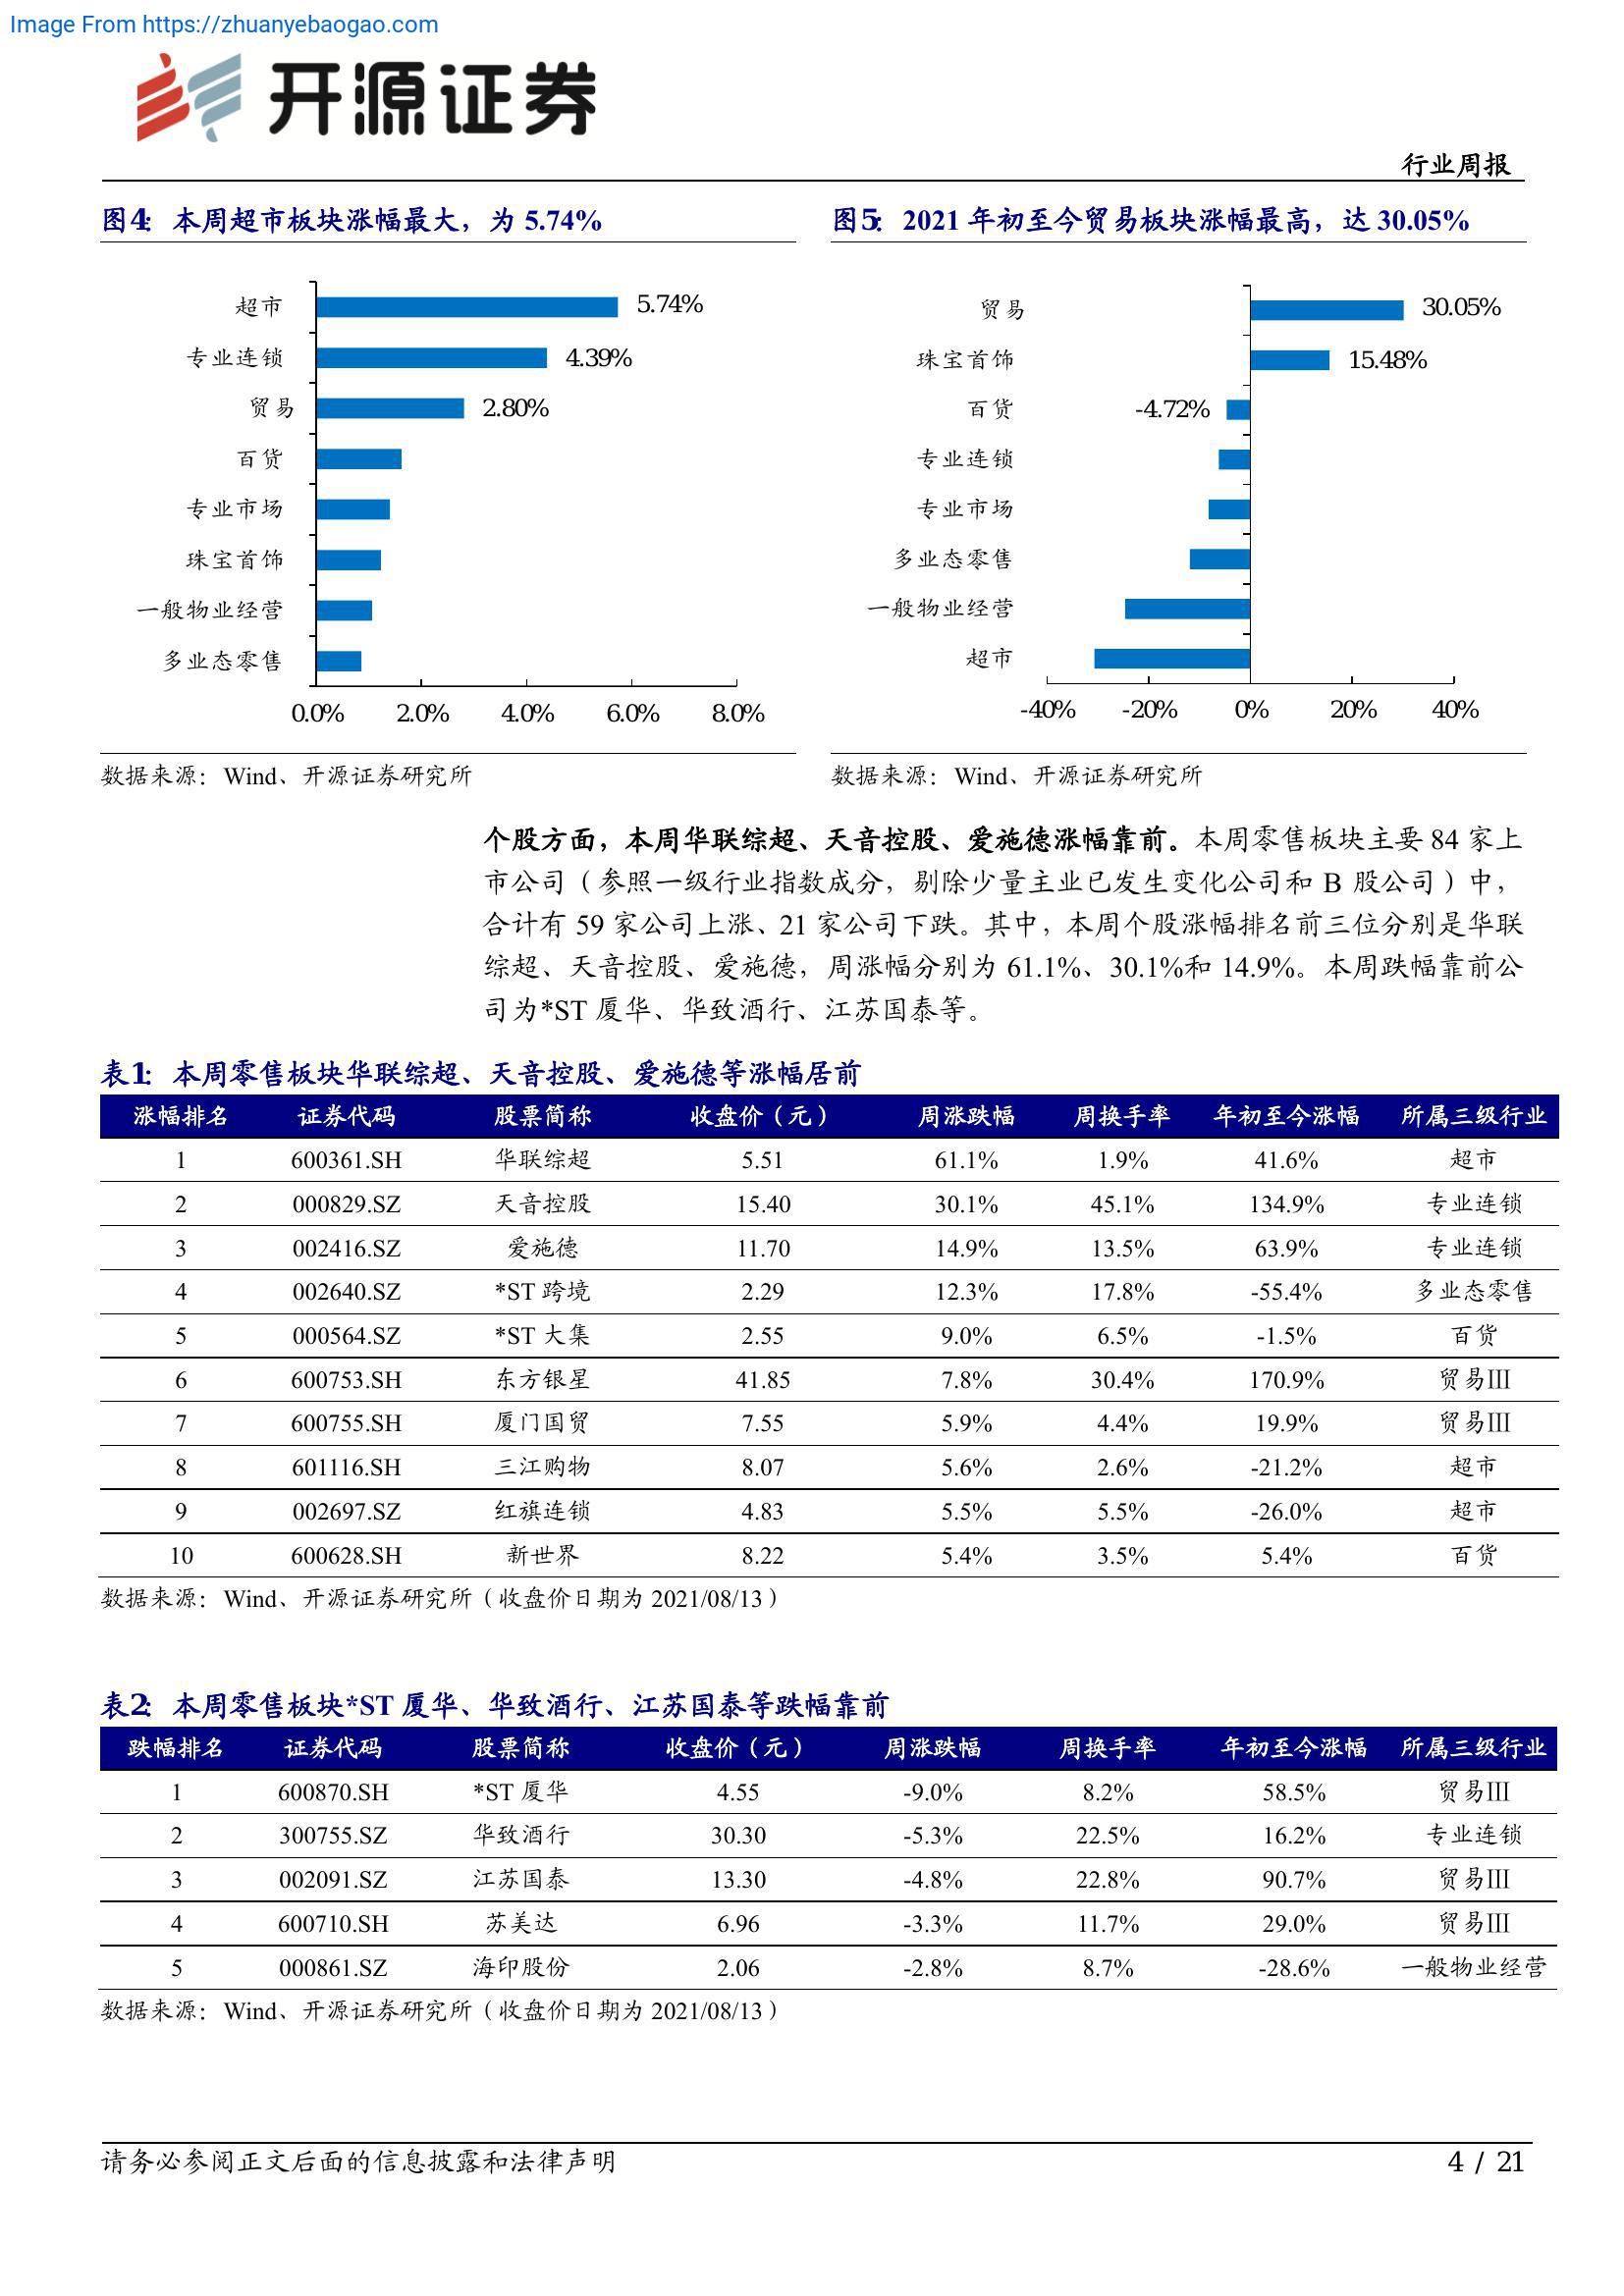 Image From https://zhuanyebaogao.com
开源证券
行业周报
图4： 本周超市板块涨幅最大，为 5.74%
超市 5.74%
专业连锁 4.39%
贸易 2.80%
百货
专业市场
珠宝首饰
一般物业经营
多业态零售
0.0% 2.0% 4.0% 6.0% 8.0%
数据来源：Wind、开源证券研究所
图5： 2021 年初至今贸易板块涨幅最高，达 30.05%
贸易 30.05%
珠宝首饰 15.48%
百货 -4.72%
专业连锁
专业市场
多业态零售
一般物业经营
超市
-40% -20% 0% 20% 40%
数据来源：Wind、开源证券研究所
个股方面，本周华联综超、天音控股、爱施德涨幅靠前。本周零售板块主要 84 家上
市公司（参照一级行业指数成分，剔除少量主业已发生变化公司和 B 股公司）中，
合计有 59 家公司上涨、21 家公司下跌。其中，本周个股涨幅排名前三位分别是华联
综超、天音控股、爱施德，周涨幅分别为 61.1%、30.1%和 14.9%。本周跌幅靠前公
司为*ST 厦华、华致酒行、江苏国泰等。
表1： 本周零售板块华联综超、天音控股、爱施德等涨幅居前
涨幅排名 证券代码 股票简称 收盘价（元） 周涨跌幅 周换手率 年初至今涨幅 所属三级行业
1 600361.SH 华联综超 5.51 61.1% 1.9% 41.6% 超市
2 000829.SZ 天音控股 15.40 30.1% 45.1% 134.9% 专业连锁
3 002416.SZ 爱施德 11.70 14.9% 13.5% 63.9% 专业连锁
4 002640.SZ *ST 跨境 2.29 12.3% 17.8% -55.4% 多业态零售
5 000564.SZ *ST 大集 2.55 9.0% 6.5% -1.5% 百货
6 600753.SH 东方银星 41.85 7.8% 30.4% 170.9% 贸易Ⅲ
7 600755.SH 厦门国贸 7.55 5.9% 4.4% 19.9% 贸易Ⅲ
8 601116.SH 三江购物 8.07 5.6% 2.6% -21.2% 超市
9 002697.SZ 红旗连锁 4.83 5.5% 5.5% -26.0% 超市
10 600628.SH 新世界 8.22 5.4% 3.5% 5.4% 百货
数据来源：Wind、开源证券研究所（收盘价日期为 2021/08/13）
表2： 本周零售板块*ST 厦华、华致酒行、江苏国泰等跌幅靠前
跌幅排名 证券代码 股票简称 收盘价（元） 周涨跌幅 周换手率 年初至今涨幅 所属三级行业
1 600870.SH *ST 厦华 4.55 -9.0% 8.2% 58.5% 贸易Ⅲ
2 300755.SZ 华致酒行 30.30 -5.3% 22.5% 16.2% 专业连锁
3 002091.SZ 江苏国泰 13.30 -4.8% 22.8% 90.7% 贸易Ⅲ
4 600710.SH 苏美达 6.96 -3.3% 11.7% 29.0% 贸易Ⅲ
5 000861.SZ 海印股份 2.06 -2.8% 8.7% -28.6% 一般物业经营
数据来源：Wind、开源证券研究所（收盘价日期为 2021/08/13）
请务必参阅正文后面的信息披露和法律声明
4 / 21